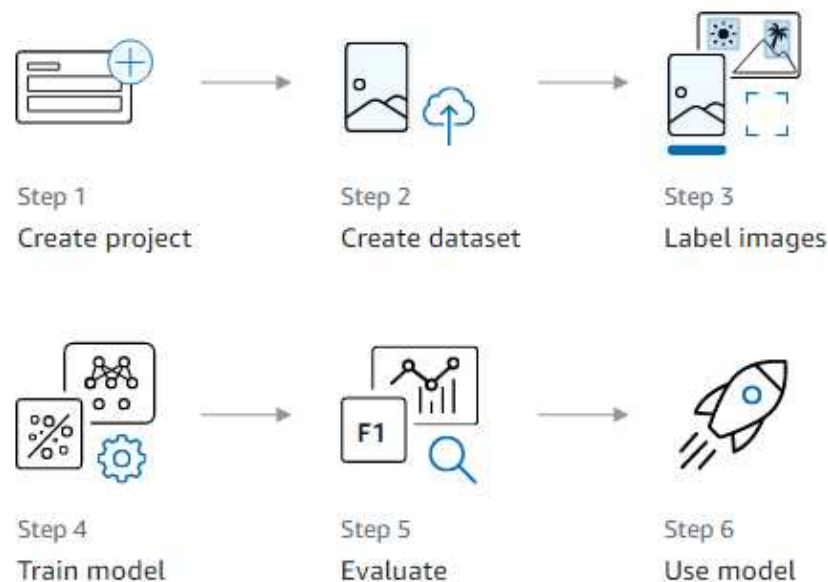 Step 1
Create project
Step 2
Create dataset
Step 3
Label images
Step 4
Train model
F1
Step 5
Evaluate
Step 6
Use model